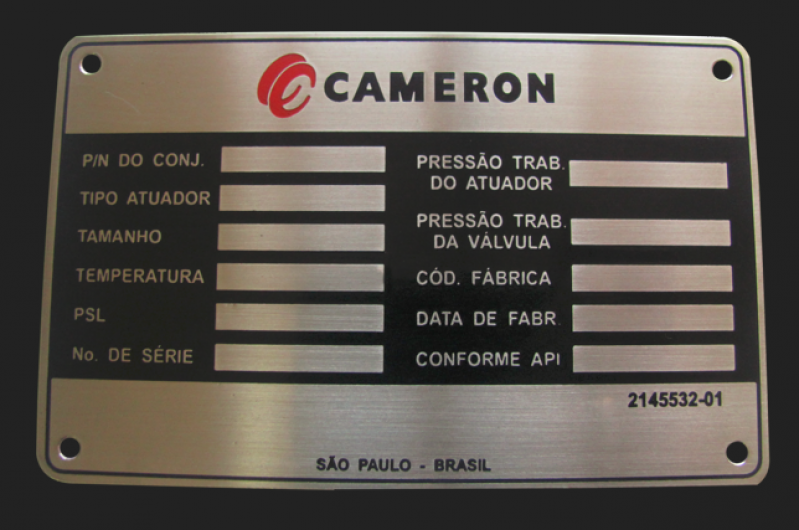 CAMERON
P/N DO CONJ.
TIPO ATUADOR
TAMANHO
TEMPERATURA
PSL
No. DE SÉRIE
PRESSÃO TRAB.
DO ATUADOR
PRESSÃO TRAB.
DA VÁLVULA
CÓD. FÁBRICA
DATA DE FABR.
CONFORME API
2145532-01
SÃO PAULO - BRASIL